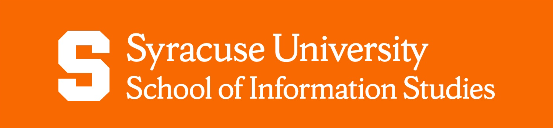 S Syracuse University
School of Information Studies